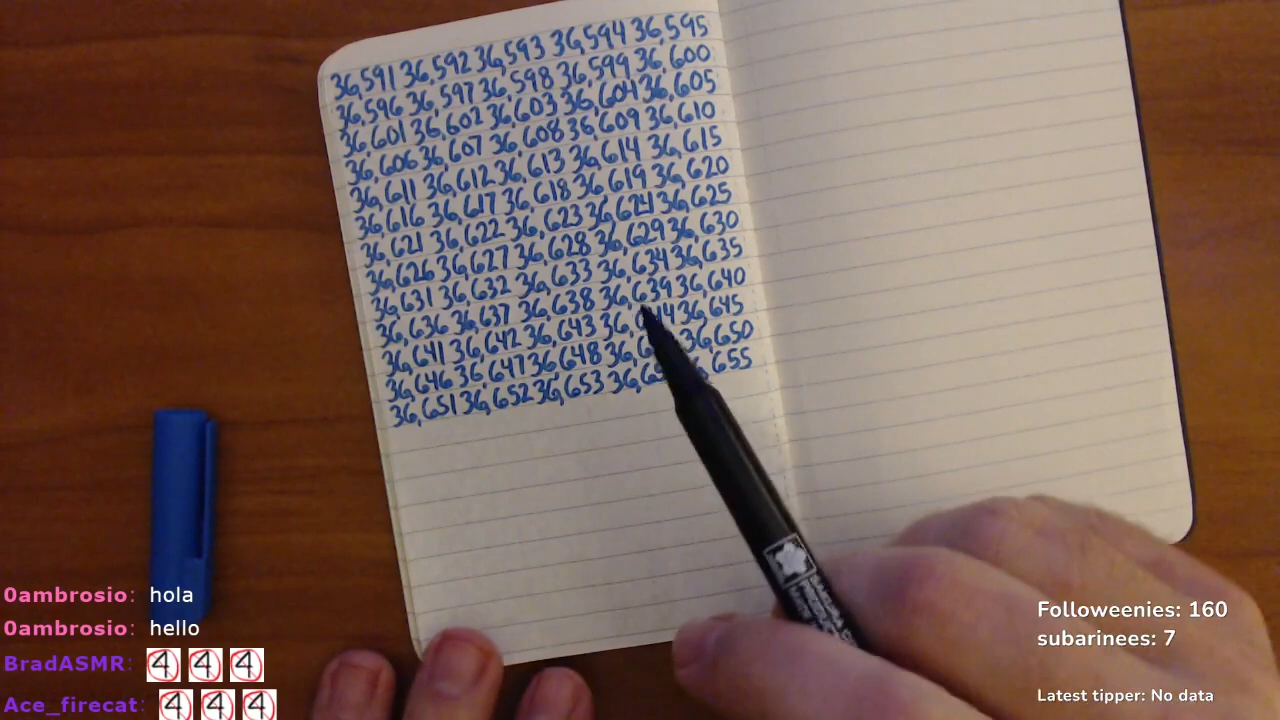 36,591 36,592 36,593 36,594 36,595
36,596 36,597 36,598 36,599 36,600
36,601 36,602 36,603 36,604 36,605
36,606 36,607 36,608 36,609 36,610
36,611 36,612 36,613 36,614 36,615
36,616 36,617 36,618 36,619 36,620
36,621 36,622 36,623 36,624 36,625
36,626 36,627 36,628 36,629 36,630
36,631 36,632 36,633 36,634 36,635
36,636 36,637 36,638 36,639 36,640
36,641 36,642 36,643 36,645
36,646 36,647 36,648 36,650
36,651 36,652 36,653
0ambrosio: hola
0ambrosio: hello
BradASMR: 4 4 4
Ace_firecat: 4 4 4
Followeenies: 160
subarinees: 7
Latest tipper: No data